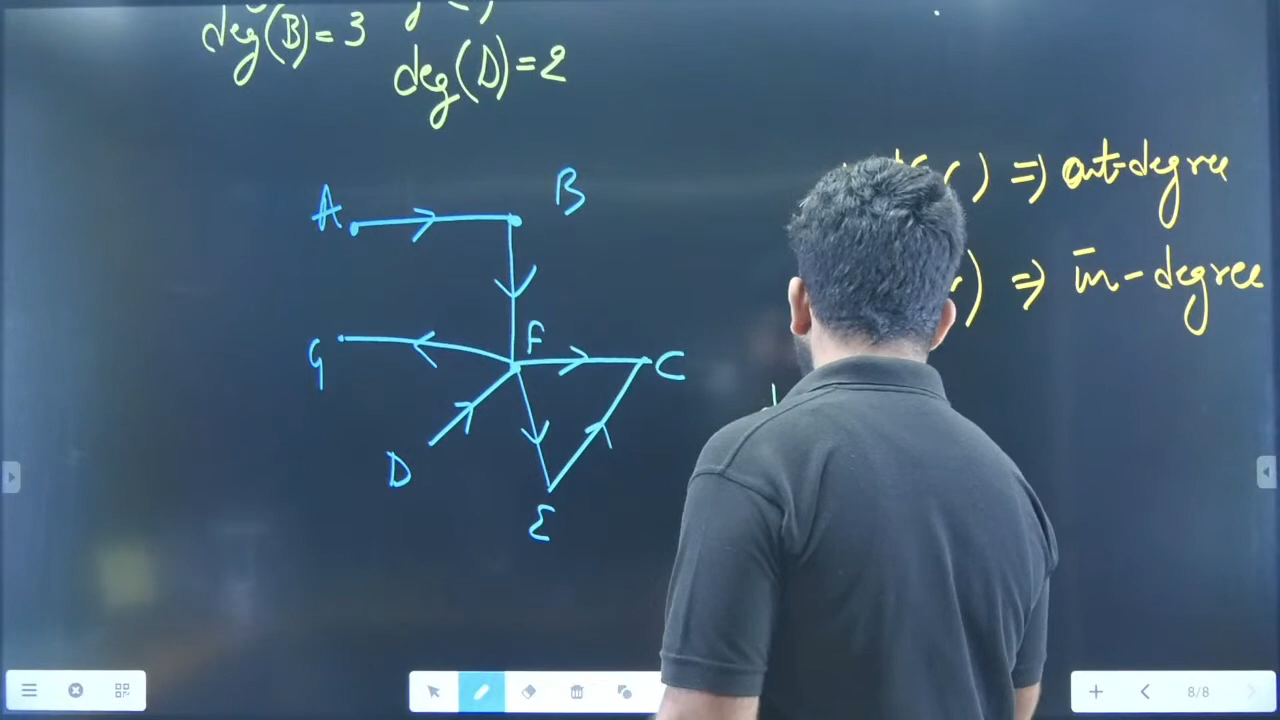 deg(B)=3
deg(D)=2
) => out-degree
) => in-degree
A
B
G
F
C
D
E
8/8